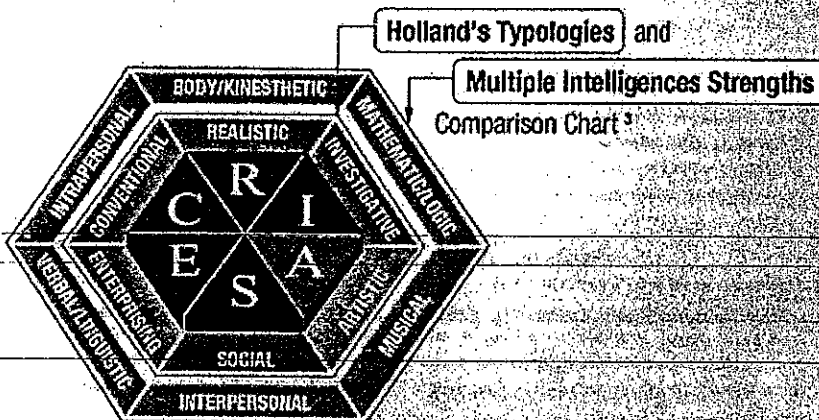 Holland's Typologies and
Multiple Intelligences Strengths
Comparison Chart ³
BODY/KINESTHETIC
MATHEMATIC/LOGIC
MUSICAL
INTERPERSONAL
VERBAL/LINGUISTIC
INTRAPERSONAL
REALISTIC
INVESTIGATIVE
ARTISTIC
SOCIAL
ENTERPRISING
CONVENTIONAL
R
I
A
S
E
C